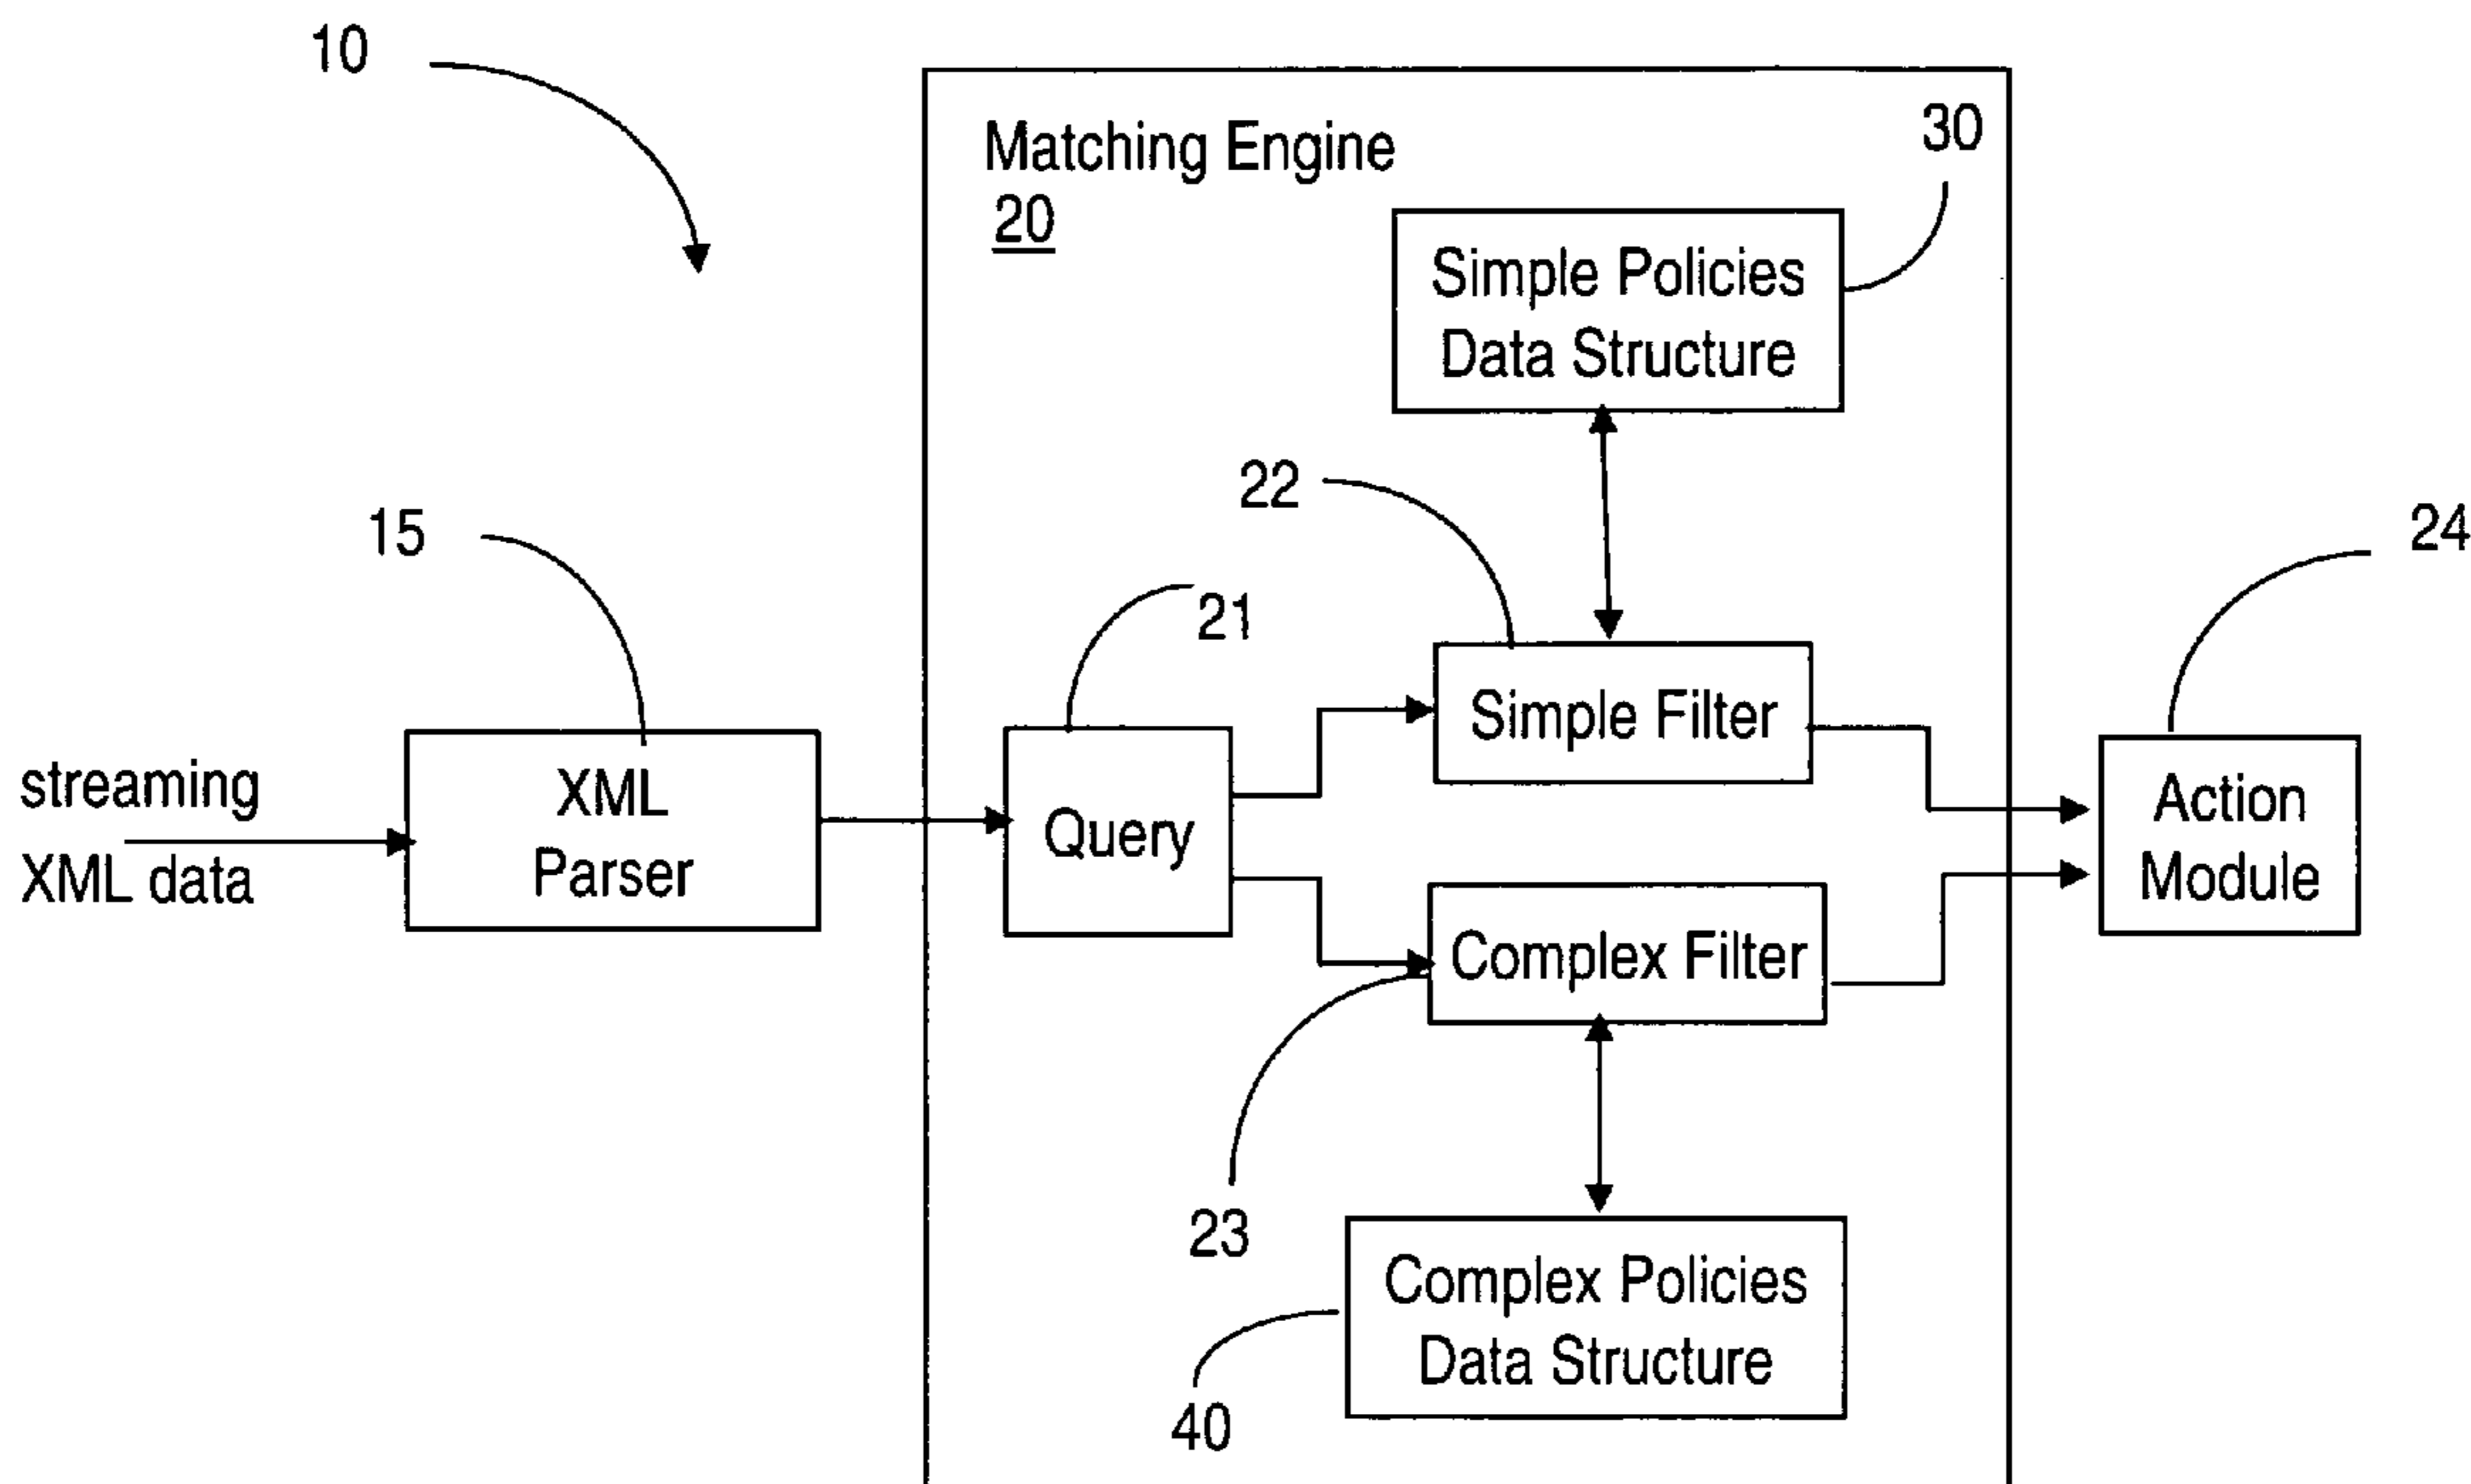 10
Matching Engine
20
30
Simple Policies
Data Structure
22
15
21
24
Simple Filter
streaming
XML data
XML
Parser
Query
Action
Module
Complex Filter
23
Complex Policies
Data Structure
40